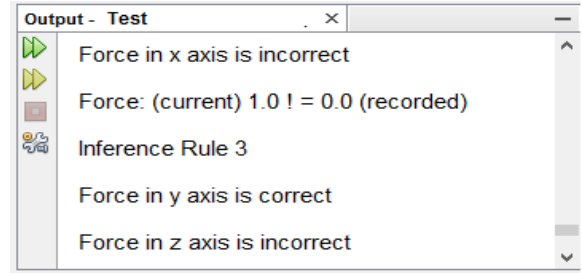 Output - Test
Force in x axis is incorrect
Force: (current) 1.0 ! = 0.0 (recorded)
Inference Rule 3
Force in y axis is correct
Force in z axis is incorrect